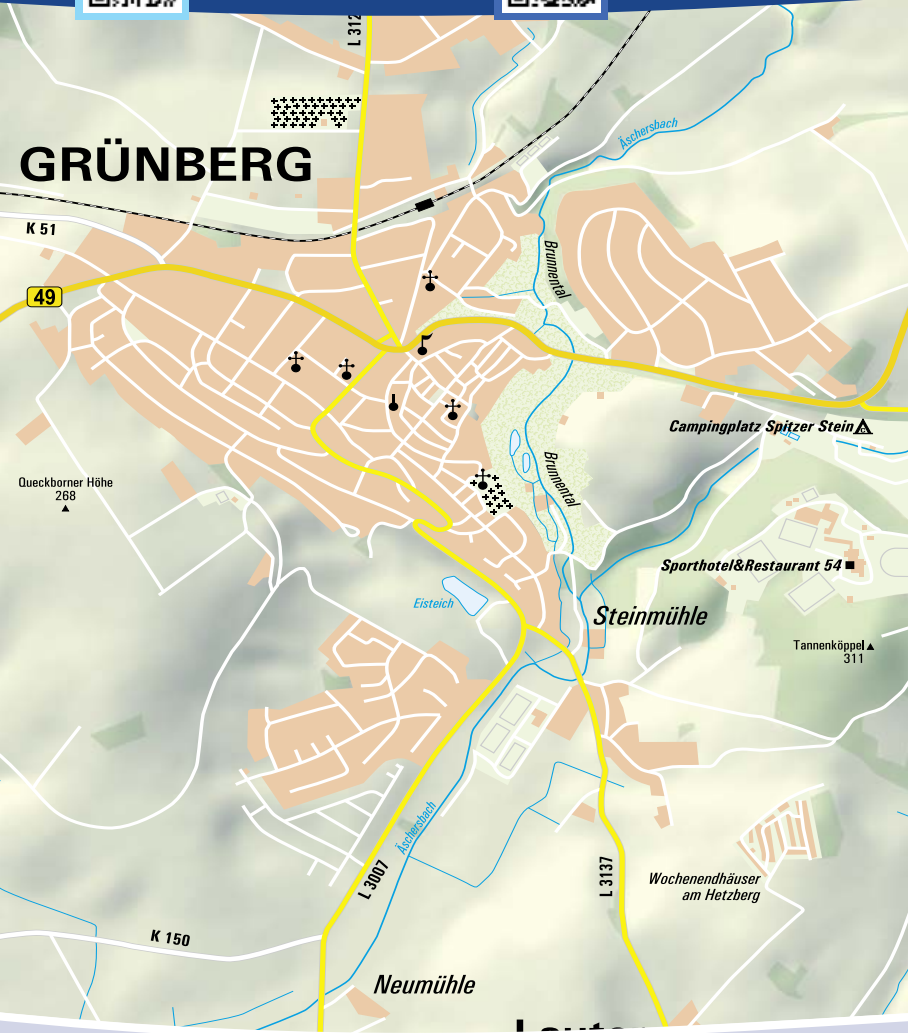 L 312
Äschersbach
GRÜNBERG
K 51
Brunnental
49
Campingplatz Spitzer Stein
Brunnental
Queckborner Höhe
268
Sporthotel&Restaurant 54
Eisteich
Steinmühle
Tannenköppel
311
Äschersbach
L 3007
L 3137
Wochenendhäuser
am Hetzberg
K 150
Neumühle